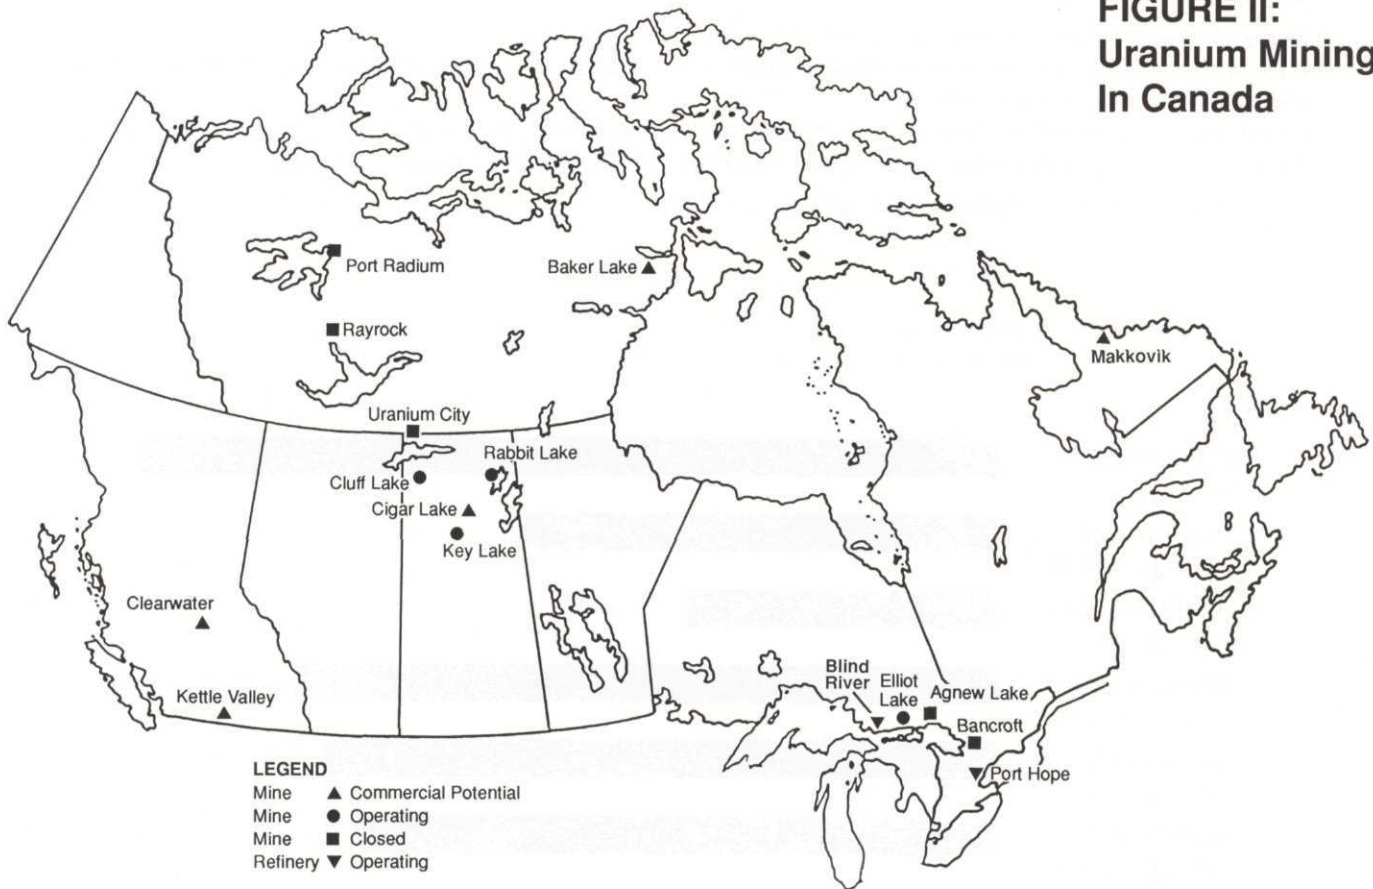 FIGURE II:
Uranium Mining
In Canada
Port Radium
Baker Lake
Rayrock
Makkovik
Uranium City
Rabbit Lake
Cluff Lake
Cigar Lake
Key Lake
Clearwater
Kettle Valley
Blind
River
Elliot
Lake
Agnew Lake
Bancroft
Port Hope
LEGEND
Mine ▲ Commercial Potential
Mine ● Operating
Mine ■ Closed
Refinery ▼ Operating